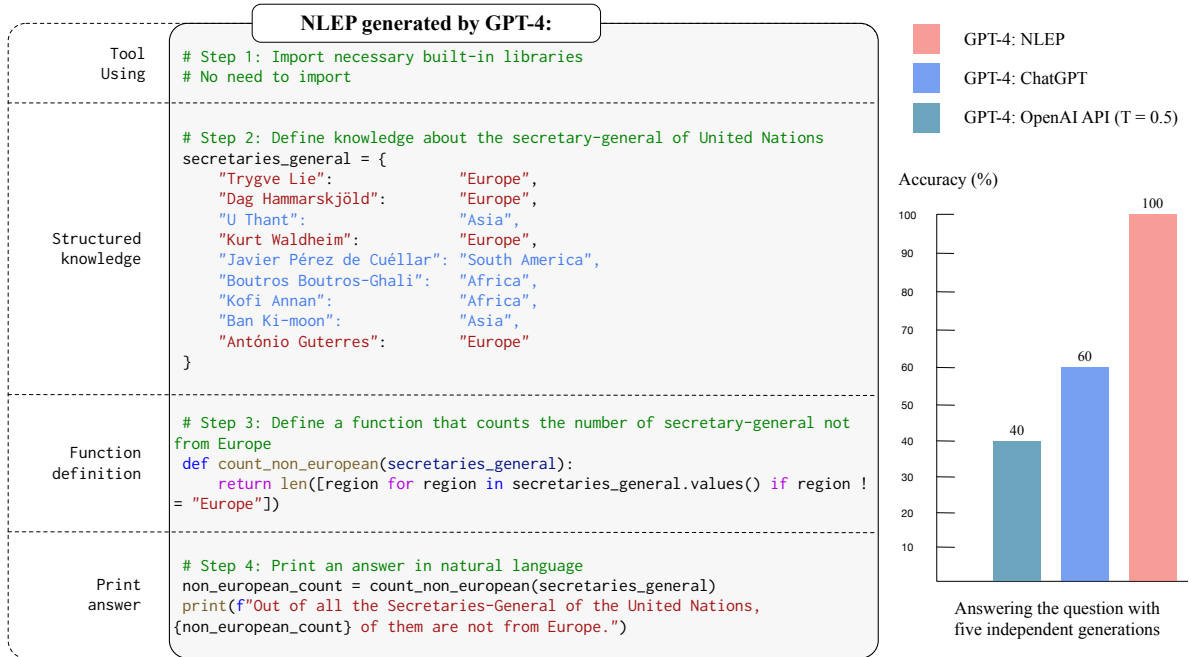 NLEP generated by GPT-4:
Tool
Using
# Step 1: Import necessary built-in libraries
# No need to import
Structured
knowledge
# Step 2: Define knowledge about the secretary-general of United Nations
secretaries_general = {
"Trygve Lie": "Europe",
"Dag Hammarskjöld": "Europe",
"U Thant": "Asia",
"Kurt Waldheim": "Europe",
"Javier Pérez de Cuéllar": "South America",
"Boutros Boutros-Ghali": "Africa",
"Kofi Annan": "Africa",
"Ban Ki-moon": "Asia",
"António Guterres": "Europe"
}
Function
definition
# Step 3: Define a function that counts the number of secretary-general not
from Europe
def count_non_european(secretaries_general):
return len([region for region in secretaries_general.values() if region !
= "Europe"])
Print
answer
# Step 4: Print an answer in natural language
non_european_count = count_non_european(secretaries_general)
print(f"Out of all the Secretaries-General of the United Nations,
{non_european_count} of them are not from Europe.")
GPT-4: NLEP
GPT-4: ChatGPT
GPT-4: OpenAI API (T = 0.5)
Accuracy (%)
100
90
80
70
60
50
40
30
20
10
40
60
100
Answering the question with
five independent generations